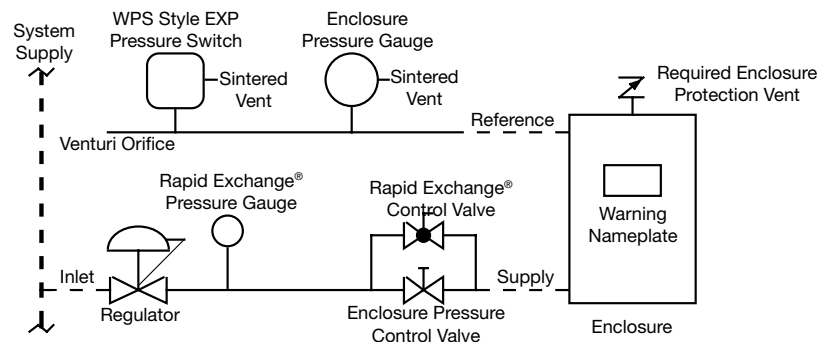 System
Supply
WPS Style EXP
Pressure Switch
Sintered
Vent
Enclosure
Pressure Gauge
Sintered
Vent
Required Enclosure
Protection Vent
Reference
Venturi Orifice
Rapid Exchange®
Pressure Gauge
Rapid Exchange®
Control Valve
Warning
Nameplate
Inlet
Supply
Regulator
Enclosure Pressure
Control Valve
Enclosure